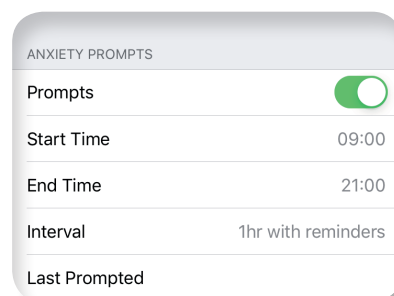 ANXIETY PROMPTS
Prompts
Start Time 09:00
End Time 21:00
Interval 1hr with reminders
Last Prompted